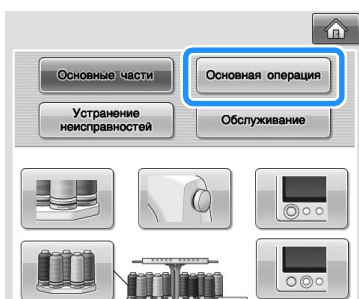 Основные части
Основная операция
Устранение
неисправностей
Обслуживание